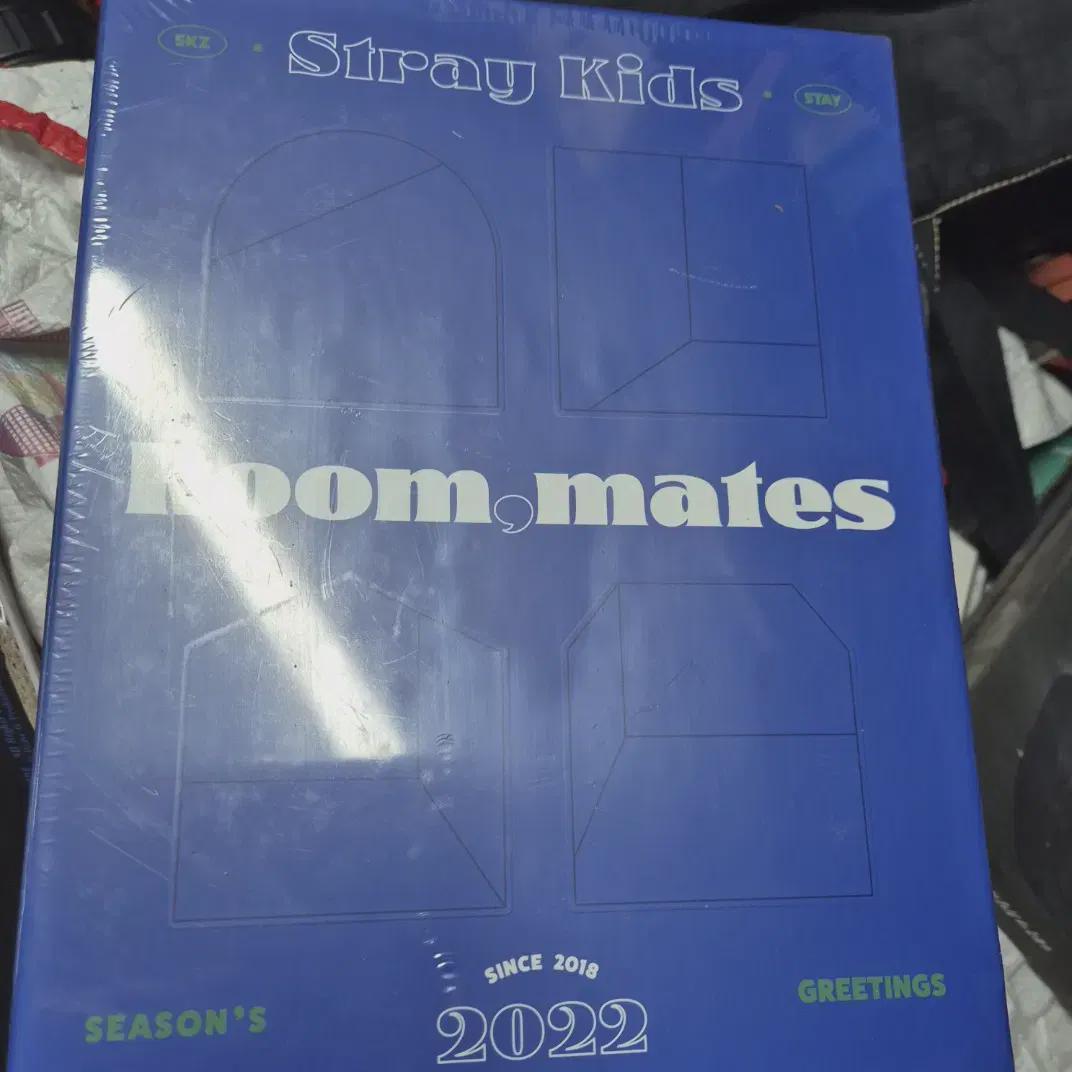 SKZ · Stray Kids · STAY
Room,mates
SINCE 2018
SEASON'S 2022 GREETINGS